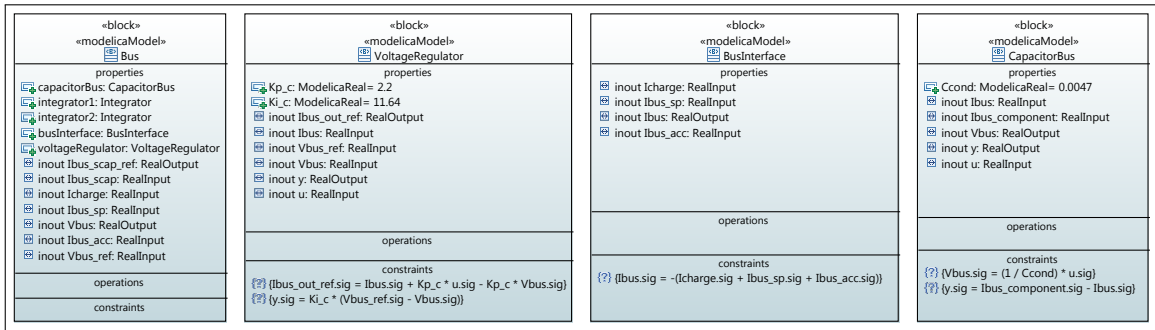 «block»
«modelicaModel»
Bus
properties
capacitorBus: CapacitorBus
integrator1: Integrator
integrator2: Integrator
busInterface: BusInterface
voltageRegulator: VoltageRegulator
inout Ibus_scap_ref: RealOutput
inout Ibus_scap: RealInput
inout Icharge: RealInput
inout Ibus_sp: RealInput
inout Vbus: RealOutput
inout Ibus_acc: RealInput
inout Vbus_ref: RealInput
operations
constraints
«block»
«modelicaModel»
VoltageRegulator
properties
Kp_c: ModelicaReal= 2.2
Ki_c: ModelicaReal= 11.64
inout Ibus_out_ref: RealOutput
inout Ibus: RealInput
inout Vbus_ref: RealInput
inout Vbus: RealInput
inout y: RealOutput
inout u: RealInput
operations
constraints
{?} {Ibus_out_ref.sig = Ibus.sig + Kp_c * u.sig - Kp_c * Vbus.sig}
{?} {y.sig = Ki_c * (Vbus_ref.sig - Vbus.sig)}
«block»
«modelicaModel»
BusInterface
properties
inout Icharge: RealInput
inout Ibus_sp: RealInput
inout Ibus: RealInput
inout Ibus_acc: RealInput
operations
constraints
{?} {Ibus.sig = -(Icharge.sig + Ibus_sp.sig + Ibus_acc.sig)}
«block»
«modelicaModel»
CapacitorBus
properties
Ccond: ModelicaReal= 0.0047
inout Ibus: RealInput
inout Ibus_component: RealInput
inout Vbus: RealOutput
inout y: RealOutput
inout u: RealInput
operations
constraints
{?} {Vbus.sig = (1 / Ccond) * u.sig}
{?} {y.sig = Ibus_component.sig - Ibus.sig}